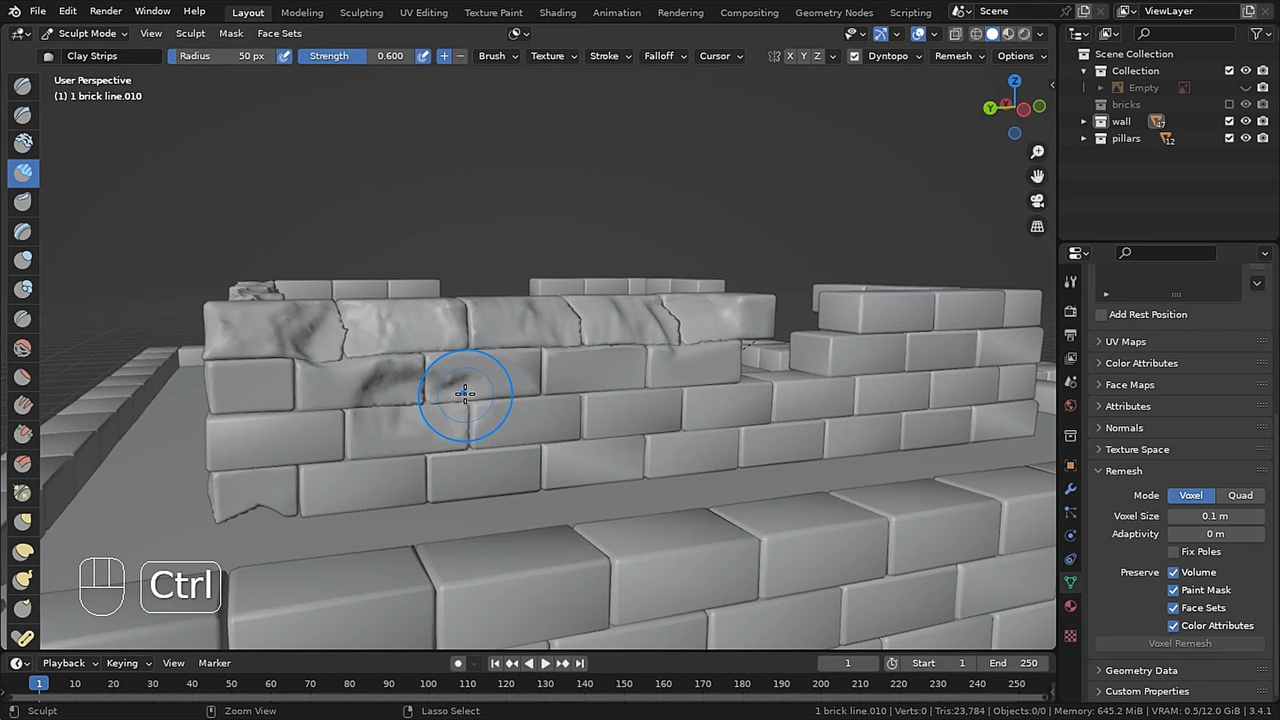 File Edit Render Window Help Layout Modeling Sculpting UV Editing Texture Paint Shading Animation Rendering Compositing Geometry Nodes Scripting Scene ViewLayer
Sculpt Mode View Sculpt Mask Face Sets
Clay Strips Radius 50 px Strength 0.600 Brush Texture Stroke Falloff Cursor X Y Z Dyntopo Remesh Options
User Perspective
(1) 1 brick line.010
Z
Y
Ctrl
Scene Collection
Collection
Empty
bricks
wall 47
pillars 12
Add Rest Position
UV Maps
Color Attributes
Face Maps
Attributes
Normals
Texture Space
Remesh
Mode Voxel Quad
Voxel Size 0.1 m
Adaptivity 0 m
Fix Poles
Preserve Volume
Paint Mask
Face Sets
Color Attributes
Voxel Remesh
Geometry Data
Custom Properties
Playback Keying View Marker 1 Start 1 End 250
1 10 20 30 40 50 60 70 80 90 100 110 120 130 140 150 160 170 180 190 200 210 220 230 240 250
Sculpt Zoom View Lasso Select 1 brick line.010 | Verts:0 | Tris:23,784 | Objects:0/0 | Memory: 645.2 MiB | VRAM: 0.5/12.0 GiB | 3.4.1